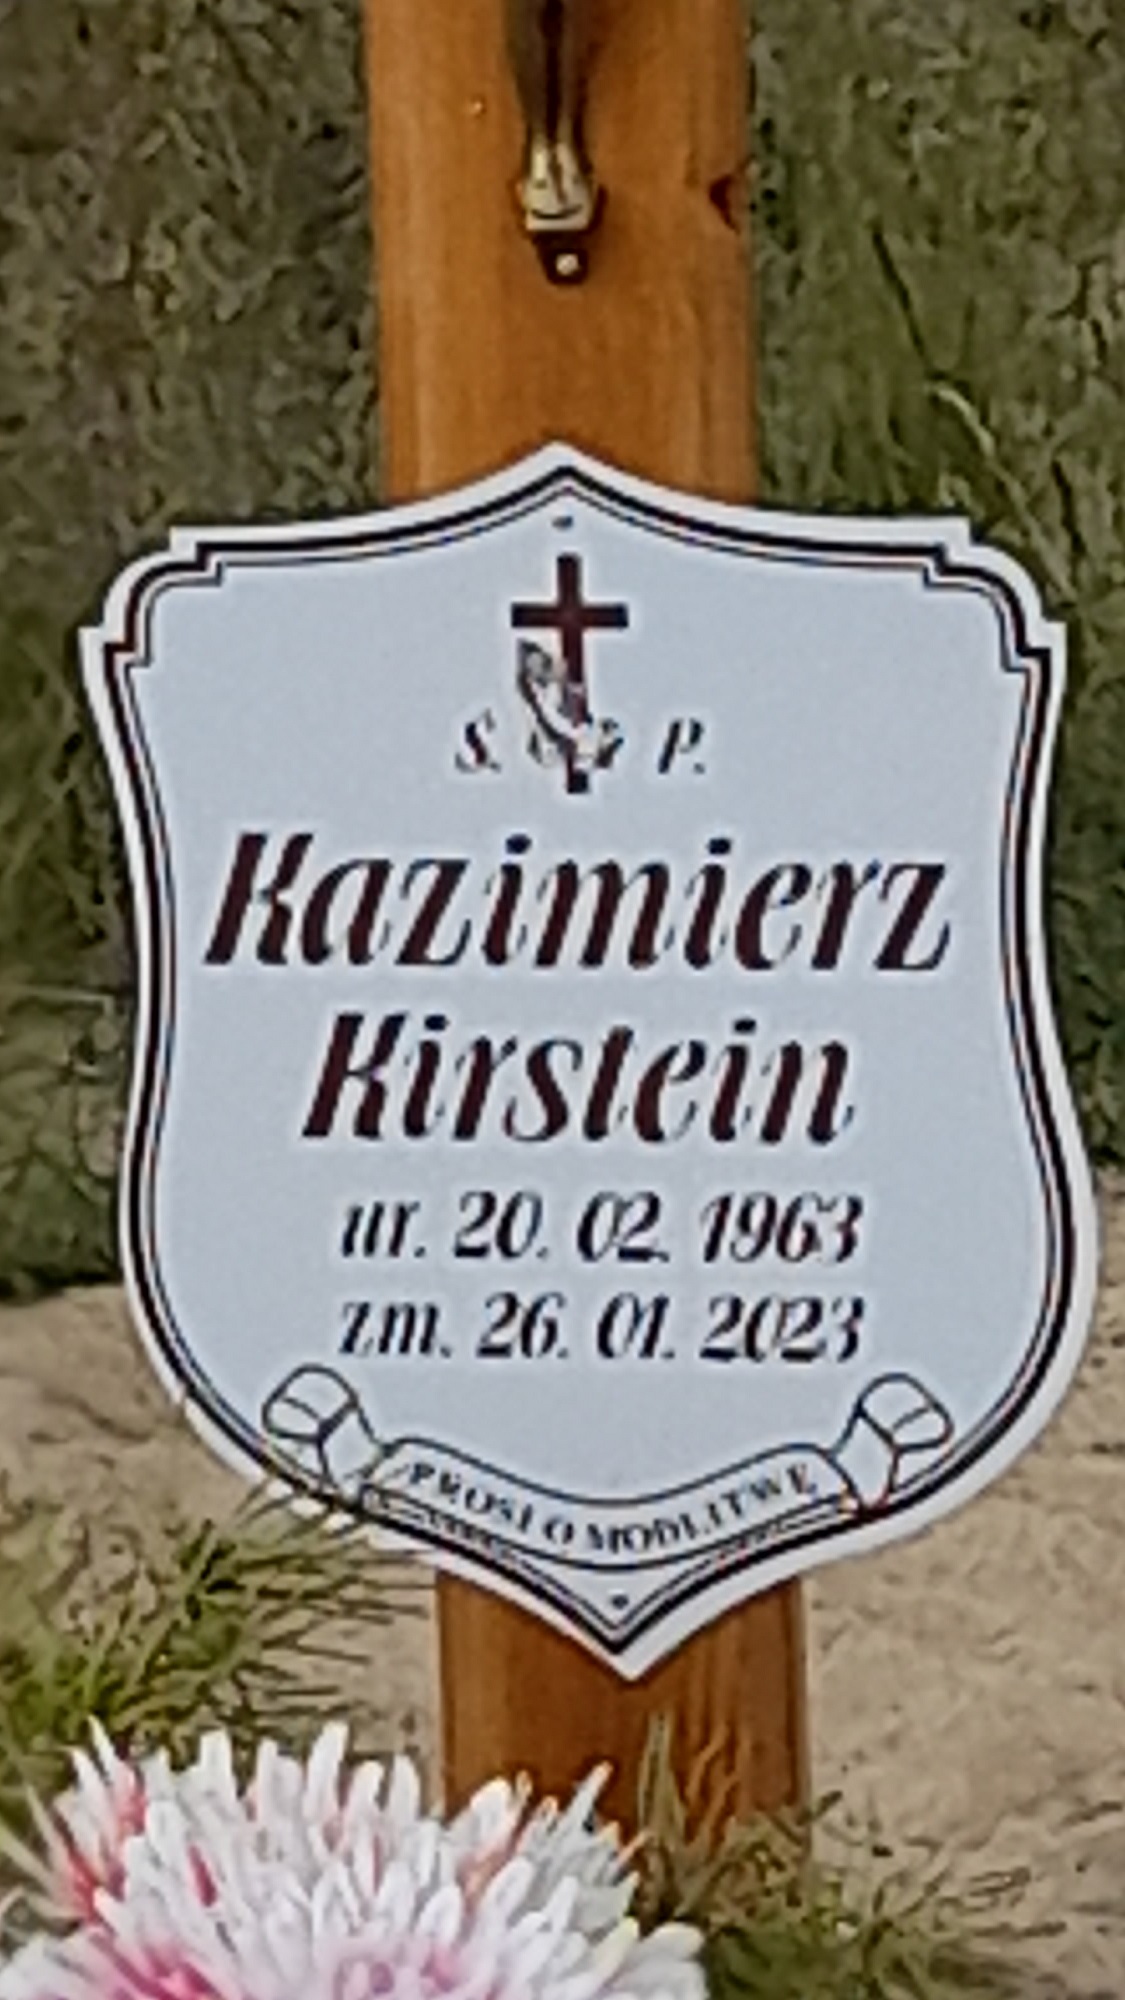 Ś. P.
Kazimierz
Kirstein
ur. 20. 02. 1963
zm. 26. 01. 2023
PROSI O MODLITWĘ